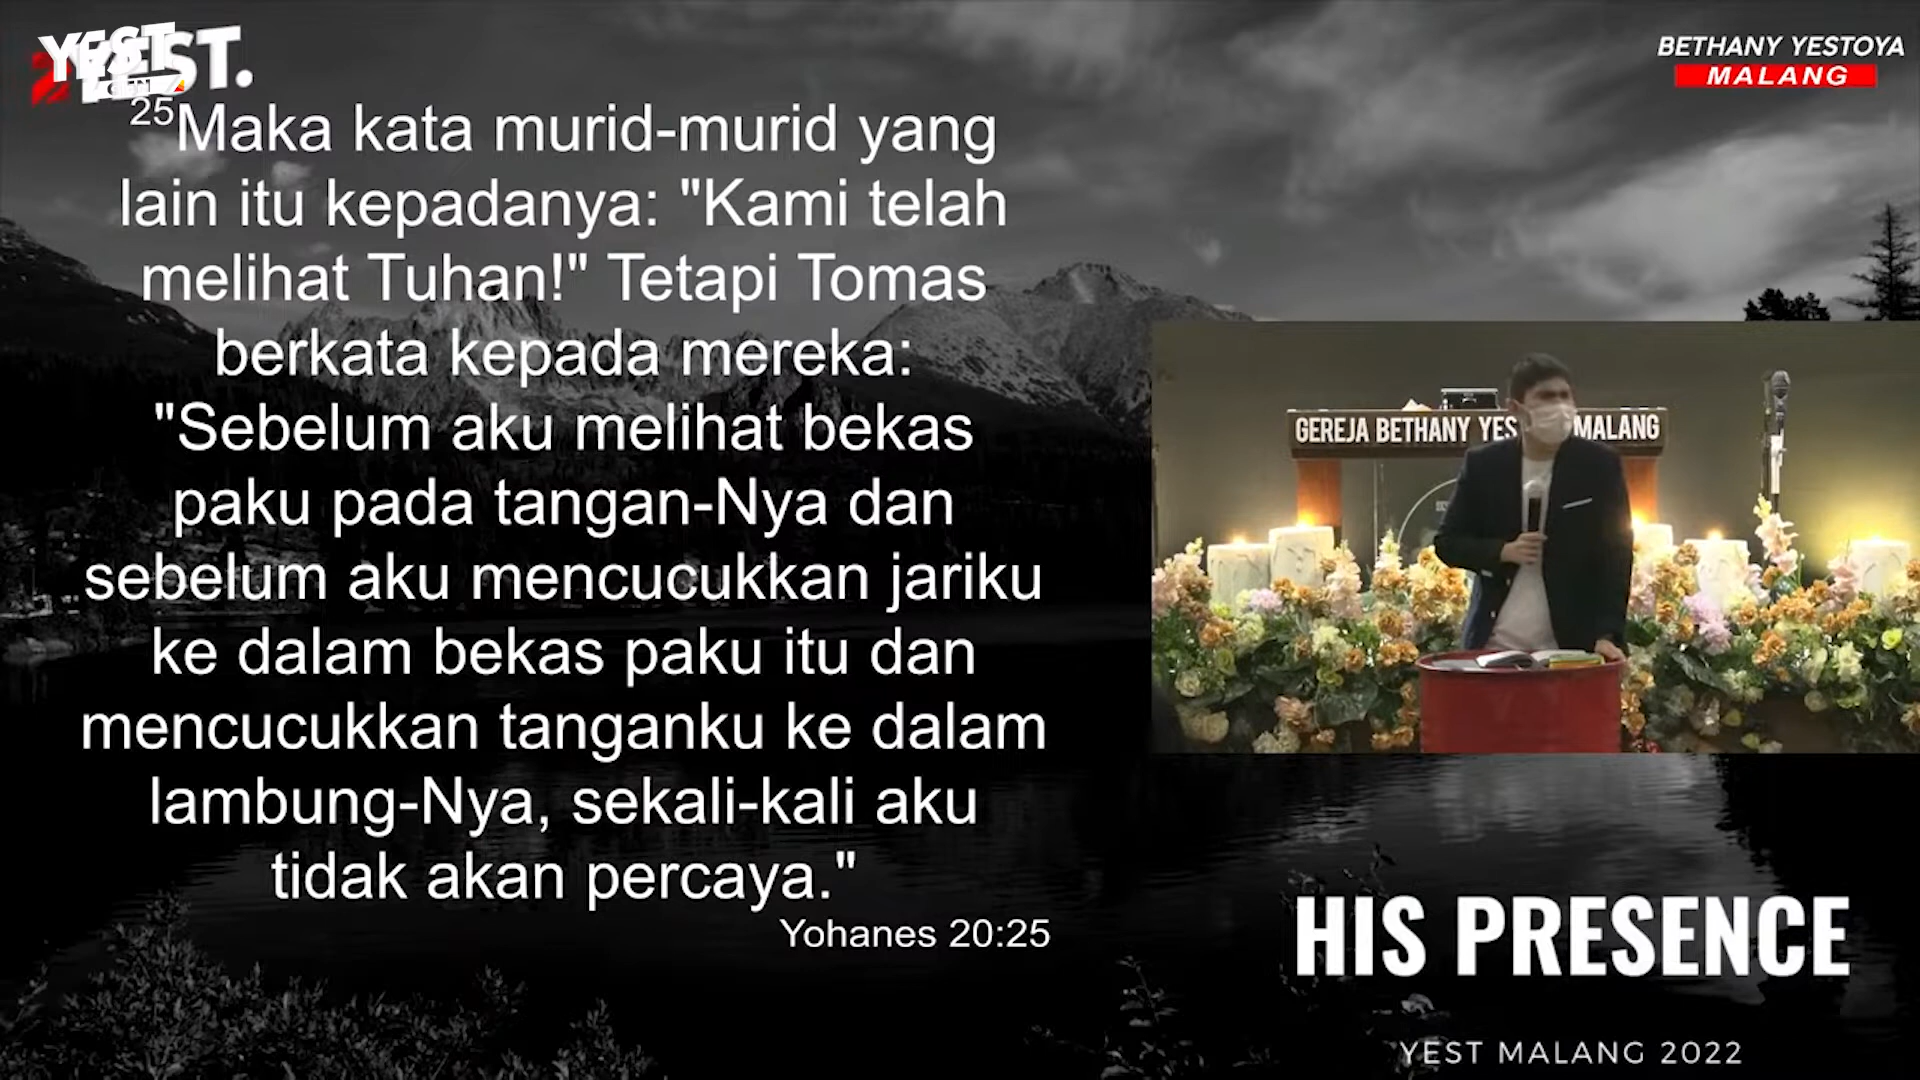 YEST.
BETHANY YESTOYA
MALANG
25Maka kata murid-murid yang
lain itu kepadanya: "Kami telah
melihat Tuhan!" Tetapi Tomas
berkata kepada mereka:
"Sebelum aku melihat bekas
paku pada tangan-Nya dan
sebelum aku mencucukkan jariku
ke dalam bekas paku itu dan
mencucukkan tanganku ke dalam
lambung-Nya, sekali-kali aku
tidak akan percaya."
Yohanes 20:25
GEREJA BETHANY YES MALANG
HIS PRESENCE
YEST MALANG 2022